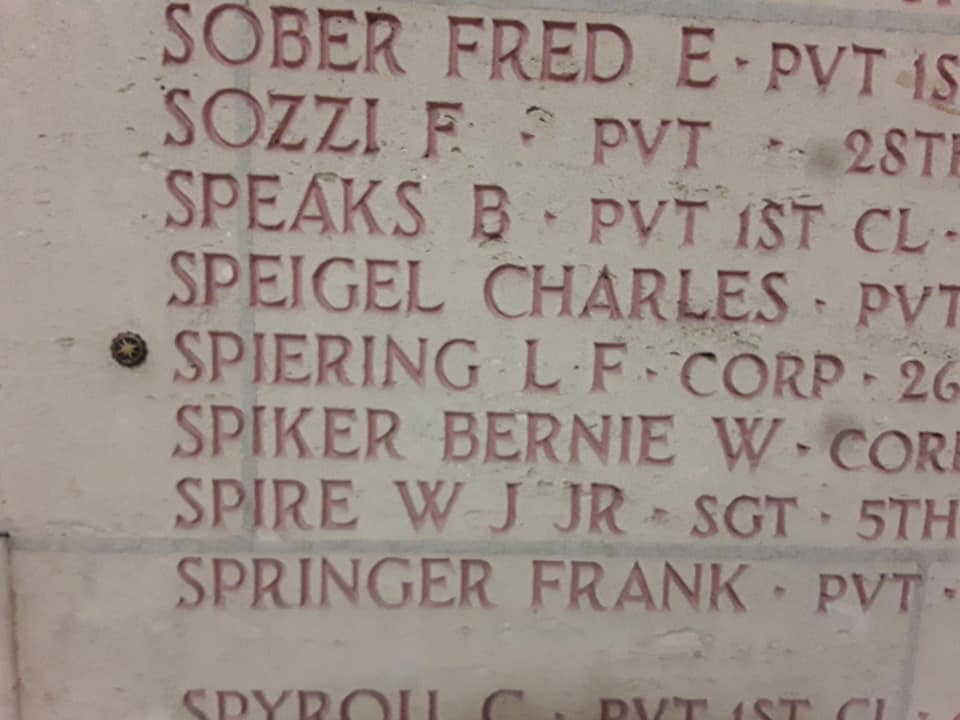 SOBER FRED E · PVT 1S
SOZZI F · PVT · 28TH
SPEAKS B · PVT 1ST CL ·
SPEIGEL CHARLES · PVT
SPIERING L F · CORP · 26
SPIKER BERNIE W · CORP
SPIRE W J JR · SGT · 5TH
SPRINGER FRANK · PVT ·
SPYROU C · PVT 1ST CL ·